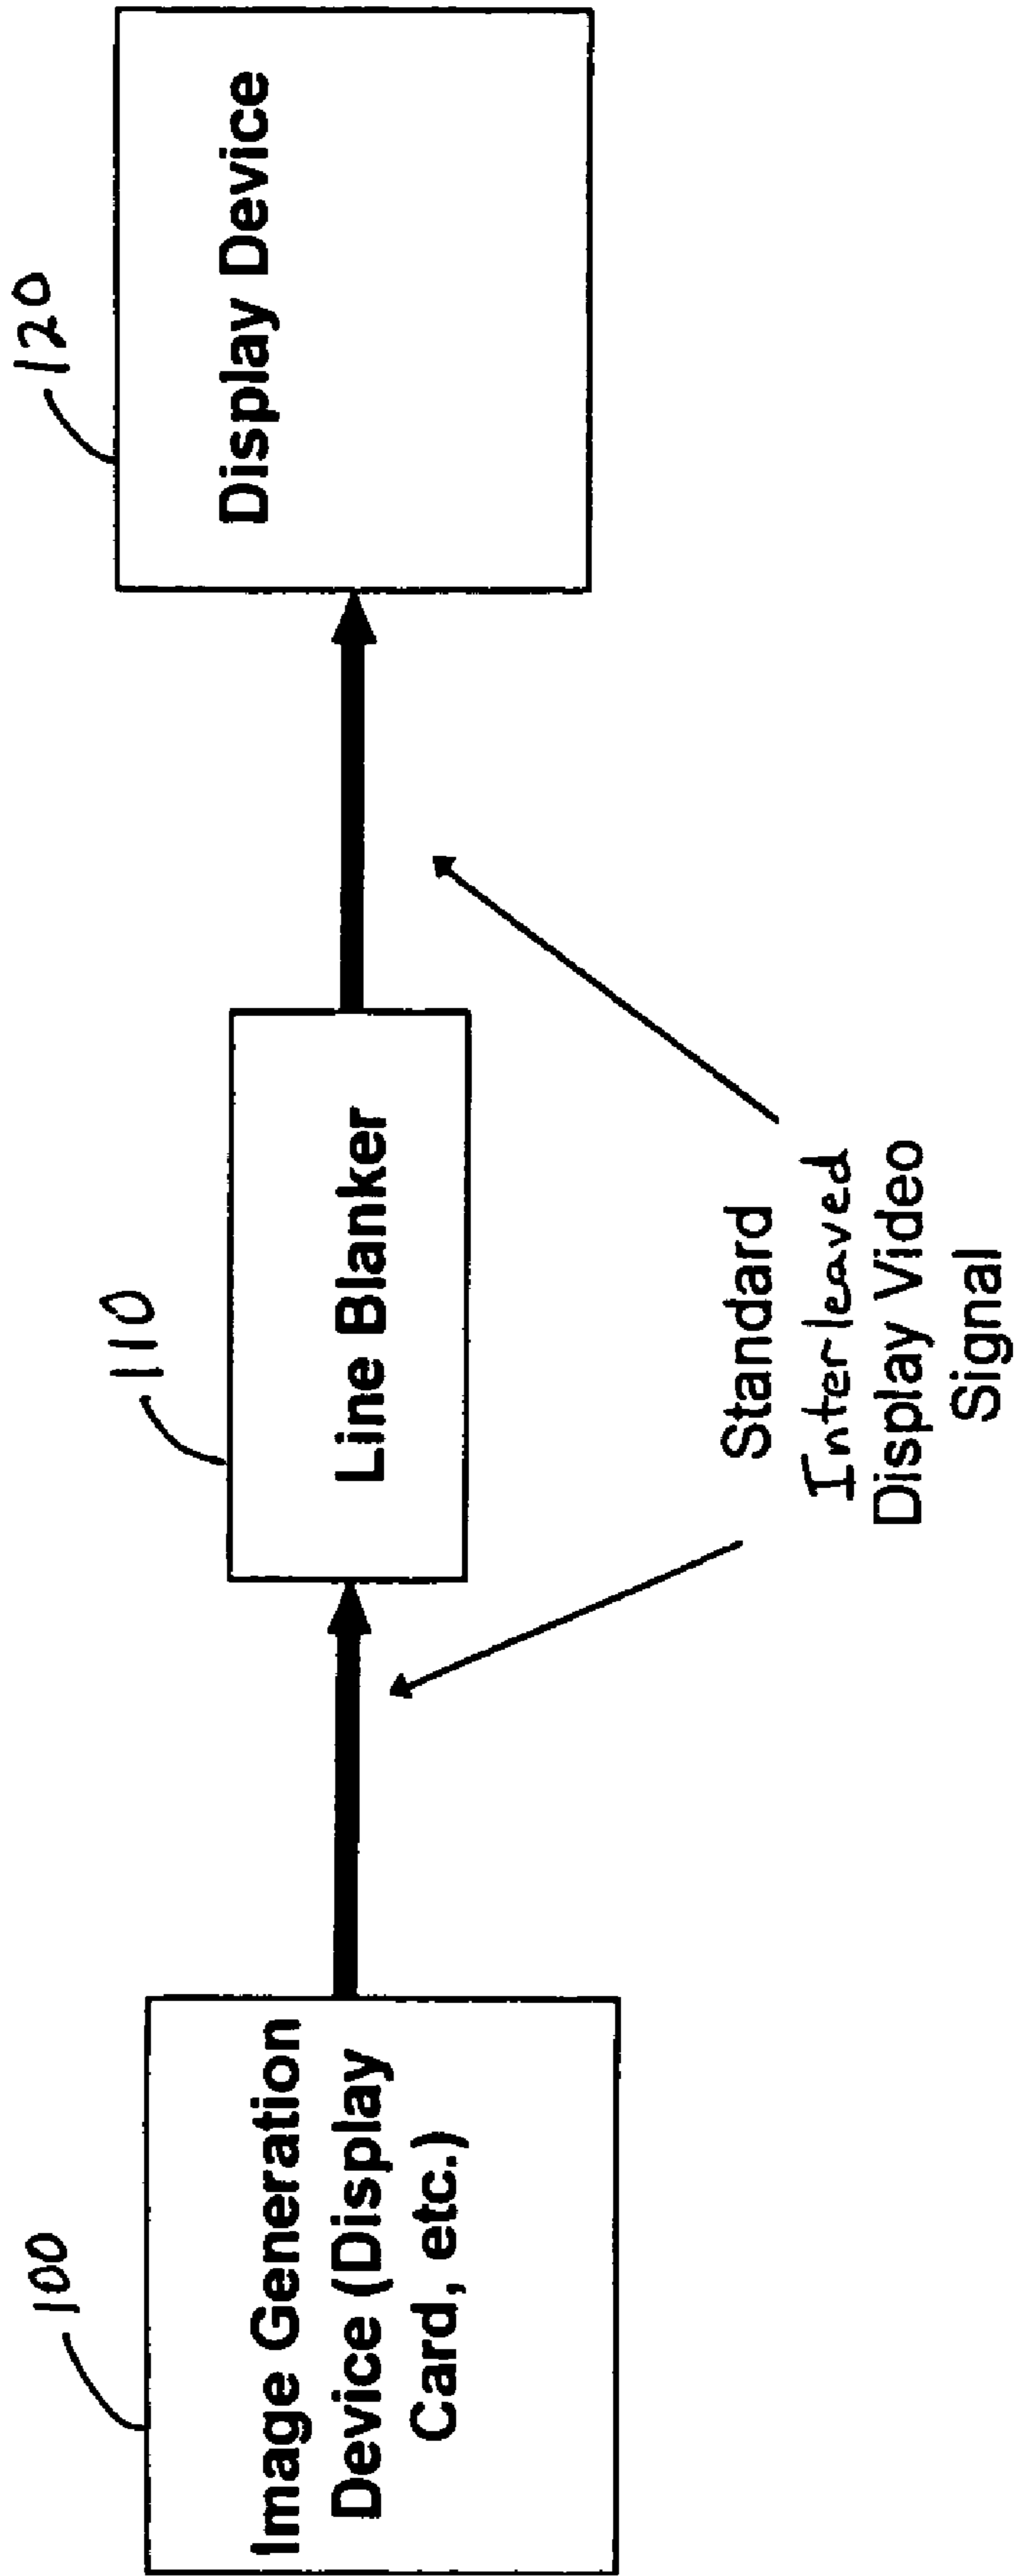 100
Image Generation
Device (Display
Card, etc.)
110
Line Blanker
120
Display Device
Standard
Interleaved
Display Video
Signal